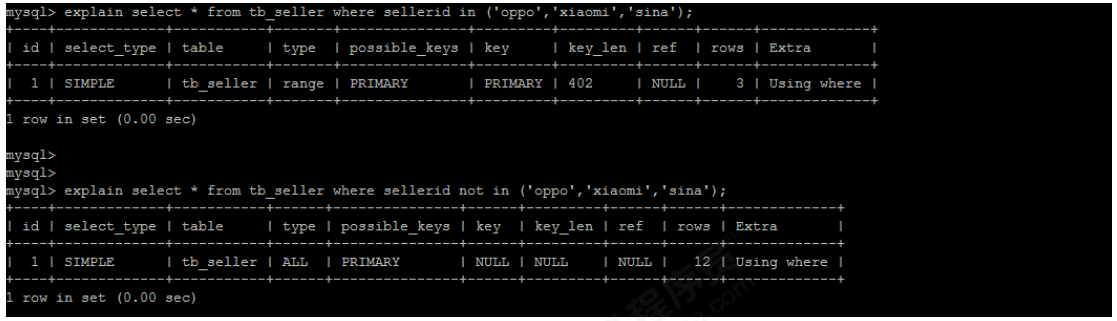 mysql> explain select * from tb_seller where sellerid in ('oppo','xiaomi','sina');
+----+-------------+-----------+-------+---------------+---------+---------+------+------+-------------+
| id | select_type | table     | type  | possible_keys | key     | key_len | ref  | rows | Extra       |
+----+-------------+-----------+-------+---------------+---------+---------+------+------+-------------+
|  1 | SIMPLE      | tb_seller | range | PRIMARY       | PRIMARY | 402     | NULL |    3 | Using where |
+----+-------------+-----------+-------+---------------+---------+---------+------+------+-------------+
1 row in set (0.00 sec)

mysql>
mysql>
mysql> explain select * from tb_seller where sellerid not in ('oppo','xiaomi','sina');
+----+-------------+-----------+------+---------------+------+---------+------+------+-------------+
| id | select_type | table     | type | possible_keys | key  | key_len | ref  | rows | Extra       |
+----+-------------+-----------+------+---------------+------+---------+------+------+-------------+
|  1 | SIMPLE      | tb_seller | ALL  | PRIMARY       | NULL | NULL    | NULL |   12 | Using where |
+----+-------------+-----------+------+---------------+------+---------+------+------+-------------+
1 row in set (0.00 sec)